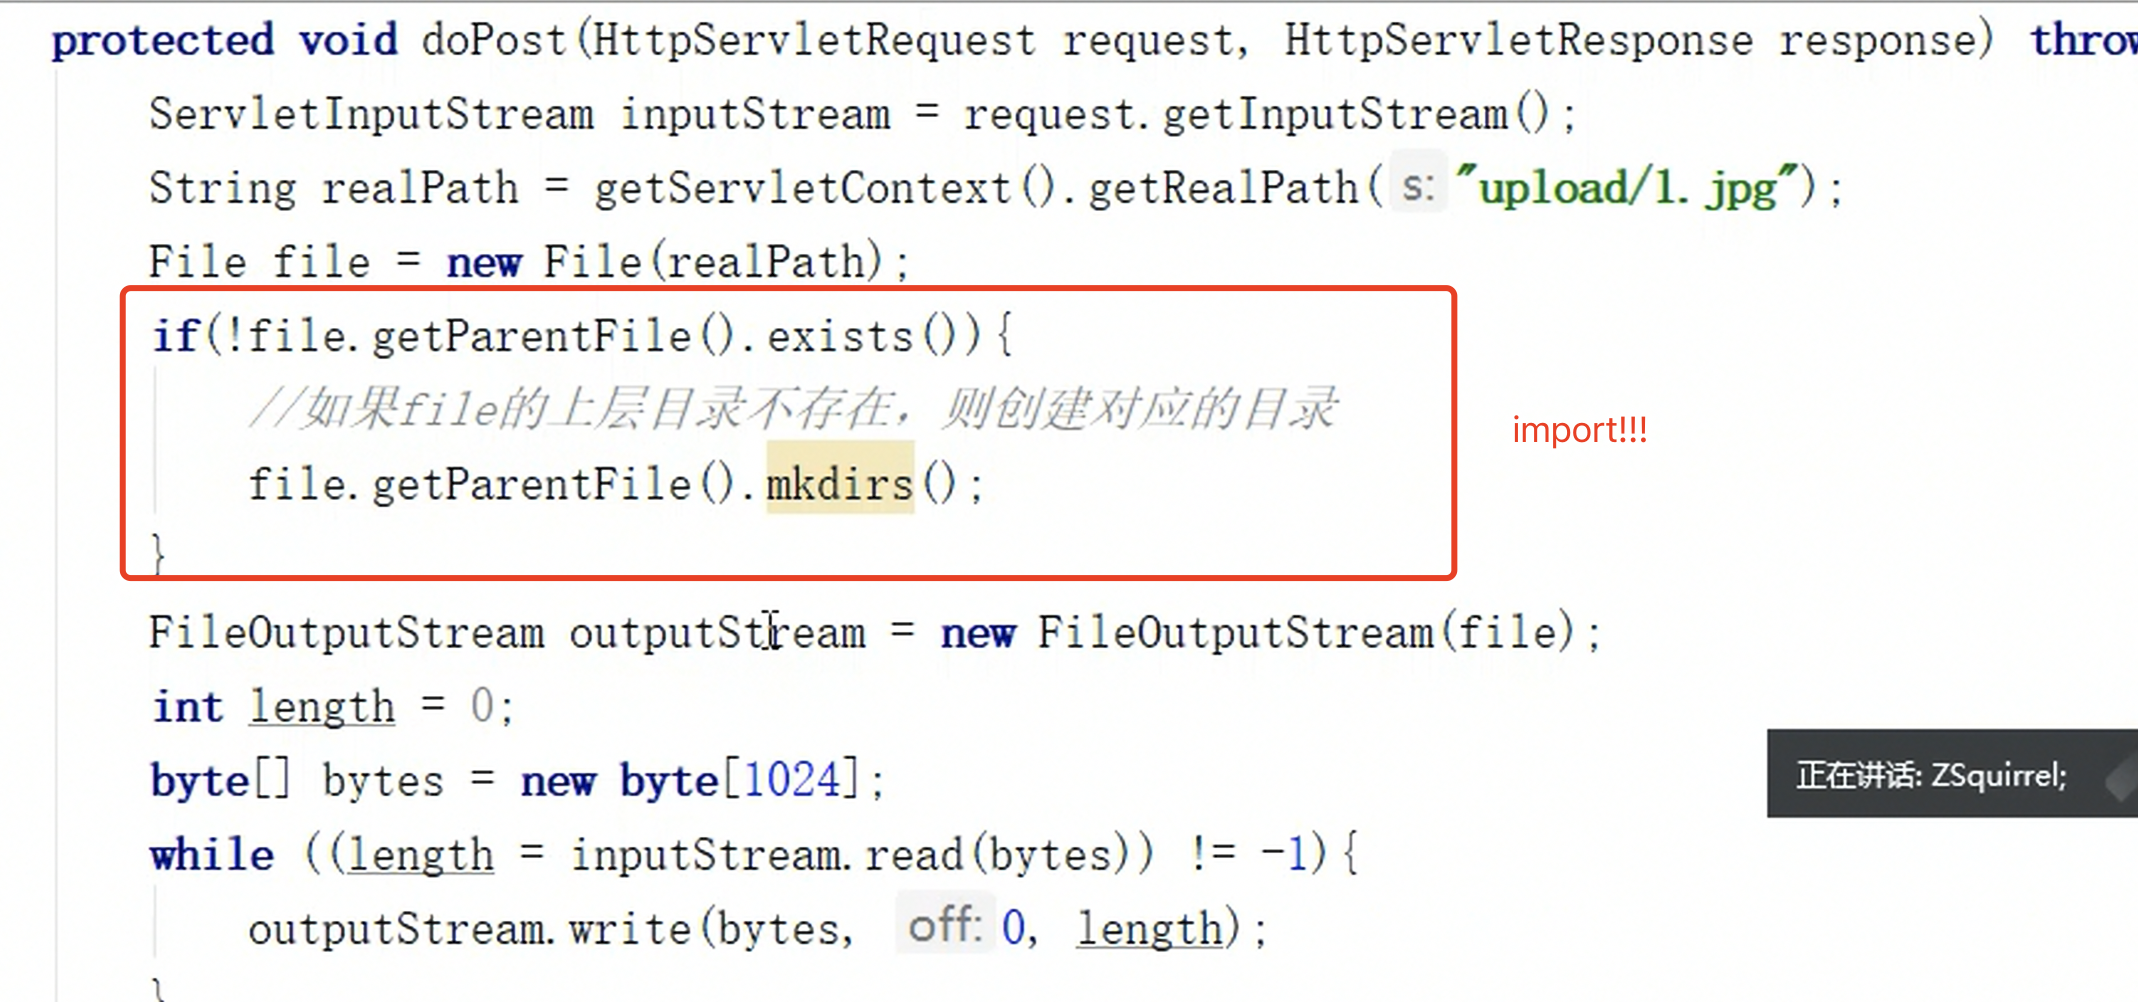 protected void doPost(HttpServletRequest request, HttpServletResponse response) throw
ServletInputStream inputStream = request.getInputStream();
String realPath = getServletContext().getRealPath( s: "upload/1.jpg");
File file = new File(realPath);
if(!file.getParentFile().exists()){
//如果file的上层目录不存在，则创建对应的目录
file.getParentFile().mkdirs();
}
import!!!
FileOutputStream outputStream = new FileOutputStream(file);
int length = 0;
byte[] bytes = new byte[1024];
正在讲话: ZSquirrel;
while ((length = inputStream.read(bytes)) != -1){
outputStream.write(bytes, off: 0, length);
}